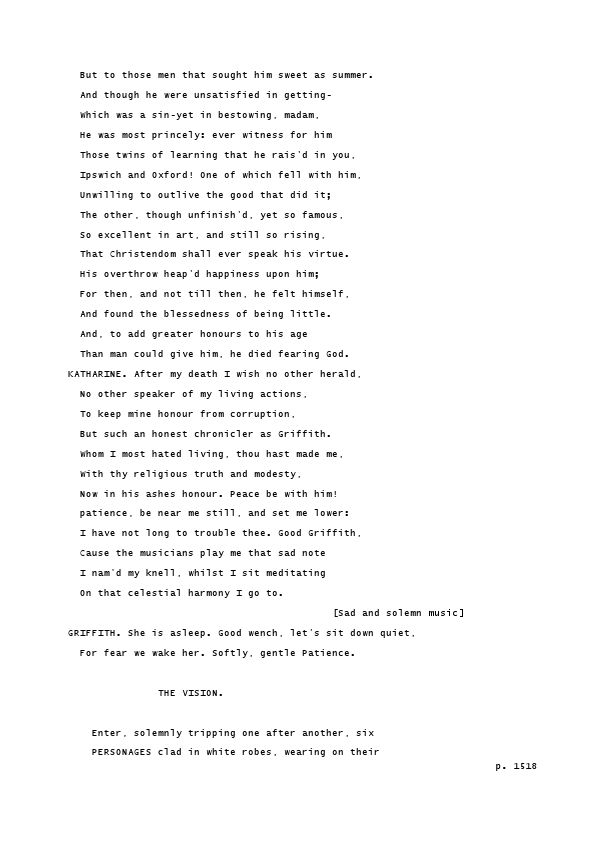 But to those men that sought him sweet as summer.
And though he were unsatisfied in getting-
Which was a sin-yet in bestowing, madam,
He was most princely: ever witness for him
Those twins of learning that he rais'd in you,
Ipswich and Oxford! One of which fell with him,
Unwilling to outlive the good that did it;
The other, though unfinish'd, yet so famous,
So excellent in art, and still so rising,
That Christendom shall ever speak his virtue.
His overthrow heap'd happiness upon him;
For then, and not till then, he felt himself,
And found the blessedness of being little.
And, to add greater honours to his age
Than man could give him, he died fearing God.
KATHARINE. After my death I wish no other herald,
No other speaker of my living actions,
To keep mine honour from corruption,
But such an honest chronicler as Griffith.
Whom I most hated living, thou hast made me,
With thy religious truth and modesty,
Now in his ashes honour. Peace be with him!
patience, be near me still, and set me lower:
I have not long to trouble thee. Good Griffith,
Cause the musicians play me that sad note
I nam'd my knell, whilst I sit meditating
On that celestial harmony I go to.
[Sad and solemn music]
GRIFFITH. She is asleep. Good wench, let's sit down quiet,
For fear we wake her. Softly, gentle Patience.
THE VISION.
Enter, solemnly tripping one after another, six
PERSONAGES clad in white robes, wearing on their
p. 1518